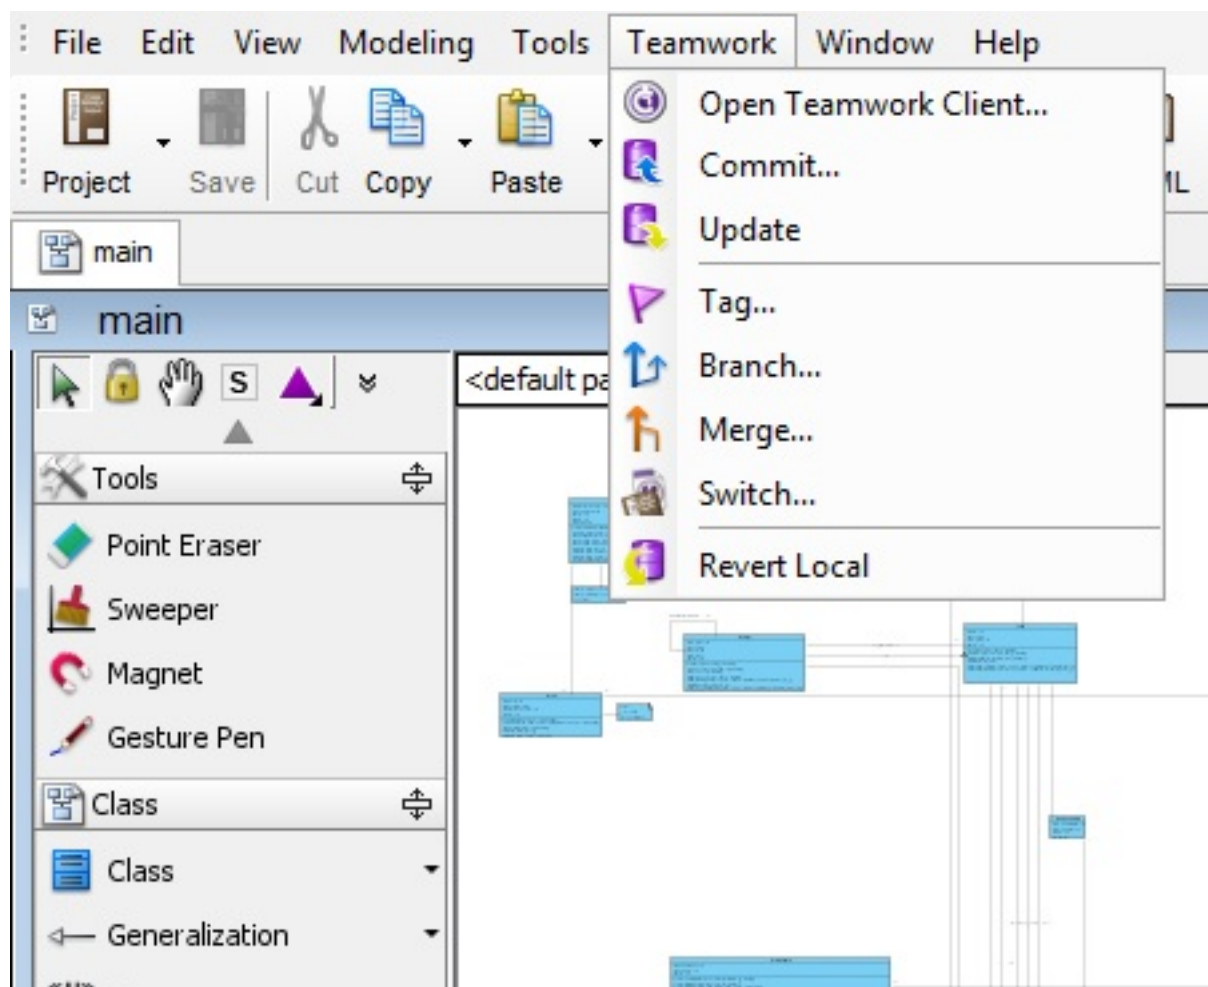 File Edit View Modeling Tools Teamwork Window Help
Project Save Cut Copy Paste
Open Teamwork Client...
Commit...
Update
Tag...
Branch...
Merge...
Switch...
Revert Local
main
main
S
<default pa
Tools
Point Eraser
Sweeper
Magnet
Gesture Pen
Class
Class
Generalization